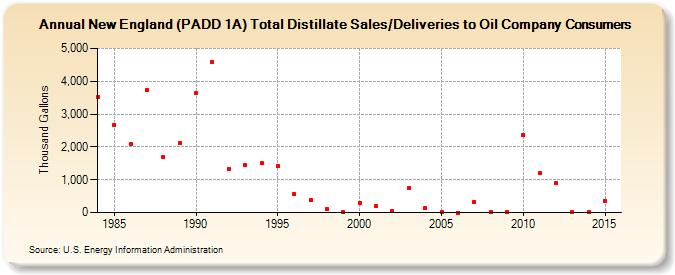 Annual New England (PADD 1A) Total Distillate Sales/Deliveries to Oil Company Consumers
Thousand Gallons
5,000
4,000
3,000
2,000
1,000
0
1985 1990 1995 2000 2005 2010 2015
Source: U.S. Energy Information Administration